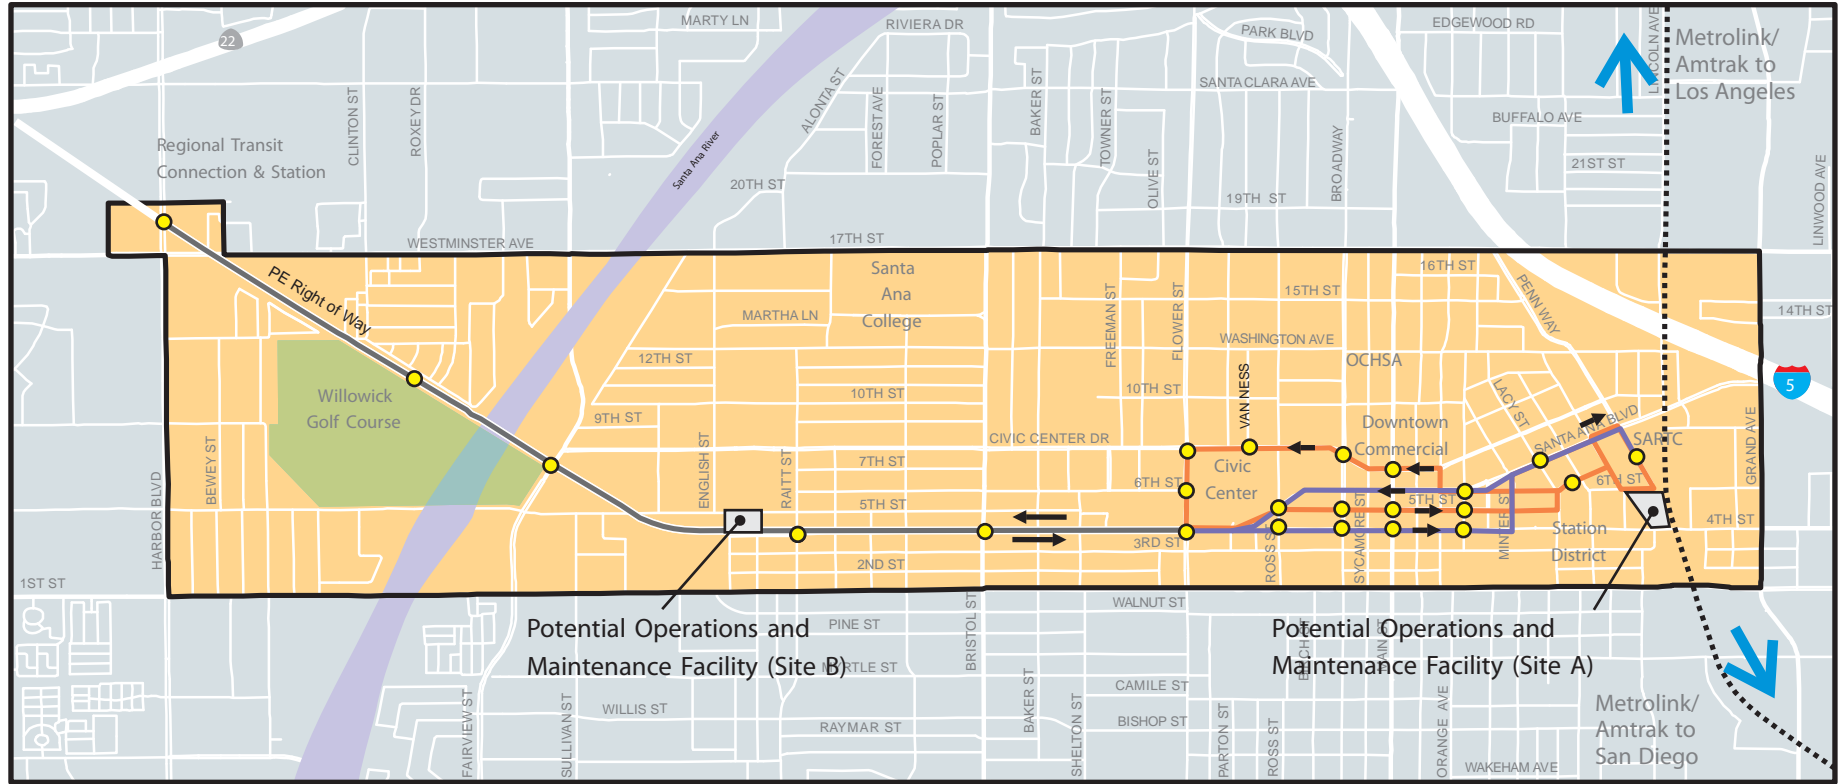 MARTY LN
RIVIERA DR
PARK BLVD
EDGEWOOD RD
LINCOLN AVE
Metrolink/
Amtrak to
Los Angeles
22
SANTA CLARA AVE
CLINTON ST
ROXEY DR
ALONTA ST
FOREST AVE
POPLAR ST
BAKER ST
TOWNER ST
OLIVE ST
BROADWAY
BUFFALO AVE
21ST ST
LINWOOD AVE
Regional Transit
Connection & Station
Santa Ana River
20TH ST
19TH ST
WESTMINSTER AVE
17TH ST
PE Right of Way
Santa
Ana
College
16TH ST
15TH ST
PENN WAY
14TH ST
MARTHA LN
FREEMAN ST
FLOWER ST
WASHINGTON AVE
12TH ST
OCHSA
5
Willowick
Golf Course
10TH ST
10TH ST
VAN NESS
LACY ST
9TH ST
CIVIC CENTER DR
Downtown
Commercial
SANTA ANA BLVD
SARTC
GRAND AVE
HARBOR BLVD
BEWEY ST
ENGLISH ST
RAITT ST
7TH ST
Civic
Center
6TH ST
6TH ST
5TH ST
5TH ST
SYCAMORE ST
MINTER ST
Station
District
4TH ST
3RD ST
ROSS ST
2ND ST
1ST ST
WALNUT ST
Potential Operations and
Maintenance Facility (Site B)
PINE ST
MYRTLE ST
BRISTOL ST
Potential Operations and
Maintenance Facility (Site A)
BIRCH ST
MAIN ST
FAIRVIEW ST
SULLIVAN ST
WILLIS ST
RAYMAR ST
BAKER ST
SHELTON ST
CAMILE ST
BISHOP ST
PARTON ST
ROSS ST
ORANGE AVE
WAKEHAM AVE
Metrolink/
Amtrak to
San Diego